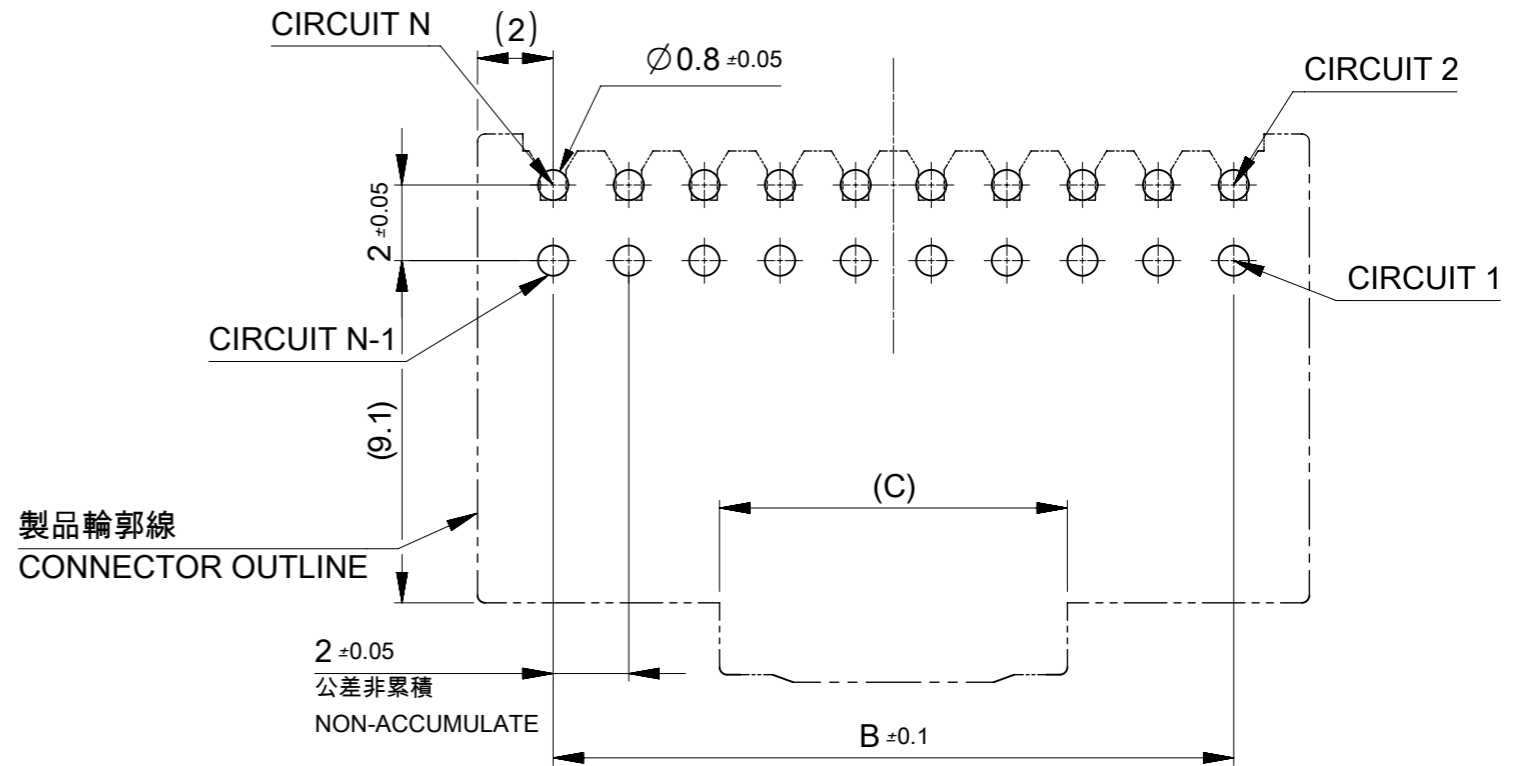 CIRCUIT N
(2)
Ø0.8 ±0.05
CIRCUIT 2
2 ±0.05
CIRCUIT 1
CIRCUIT N-1
(9.1)
(C)
製品輪郭線
CONNECTOR OUTLINE
2 ±0.05
公差非累積
NON-ACCUMULATE
B ±0.1